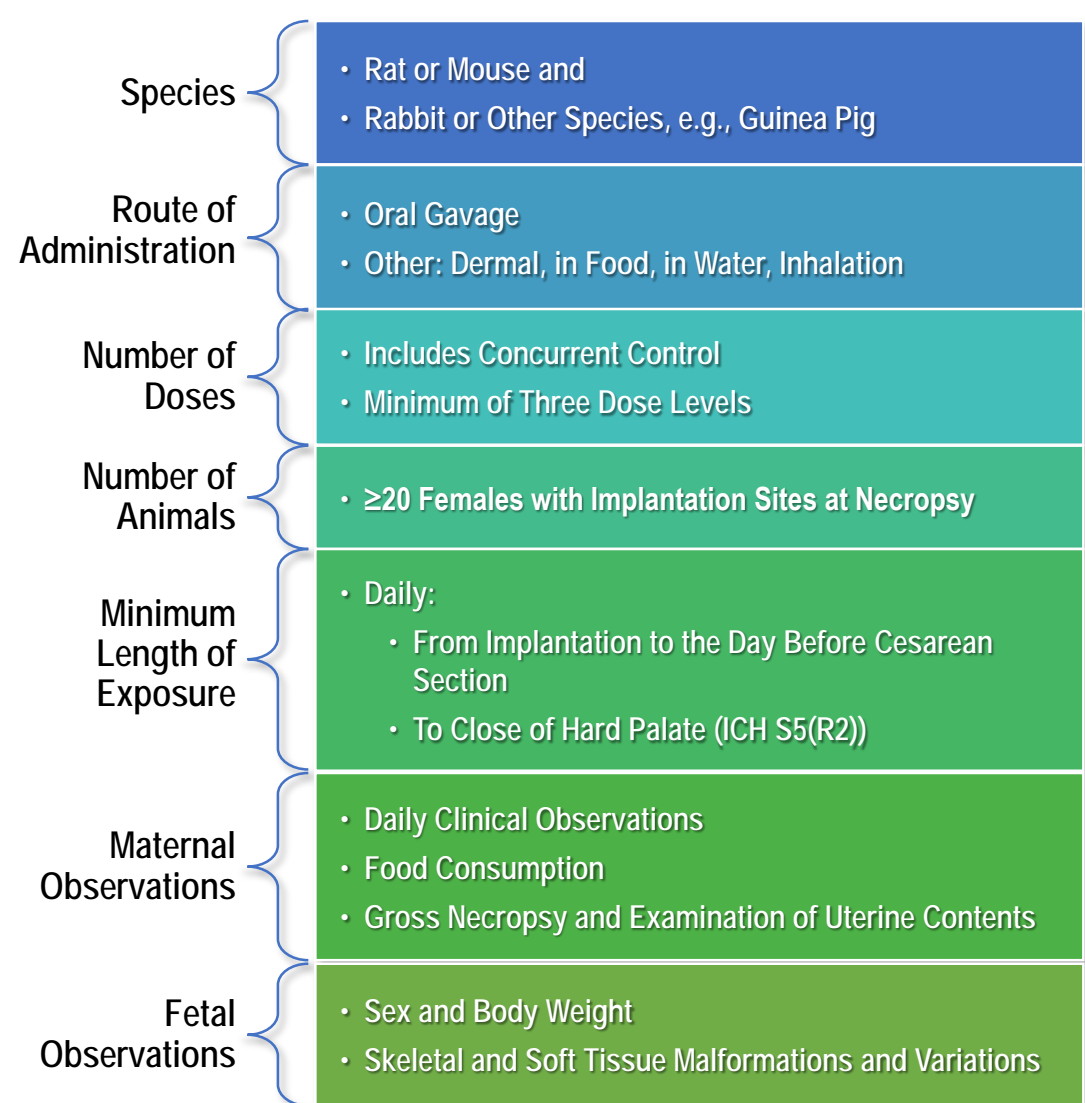 Species
• Rat or Mouse and
• Rabbit or Other Species, e.g., Guinea Pig
Route of
Administration
• Oral Gavage
• Other: Dermal, in Food, in Water, Inhalation
Number of
Doses
• Includes Concurrent Control
• Minimum of Three Dose Levels
Number of
Animals
• ≥20 Females with Implantation Sites at Necropsy
Minimum
Length of
Exposure
• Daily:
• From Implantation to the Day Before Cesarean
Section
• To Close of Hard Palate (ICH S5(R2))
Maternal
Observations
• Daily Clinical Observations
• Food Consumption
• Gross Necropsy and Examination of Uterine Contents
Fetal
Observations
• Sex and Body Weight
• Skeletal and Soft Tissue Malformations and Variations